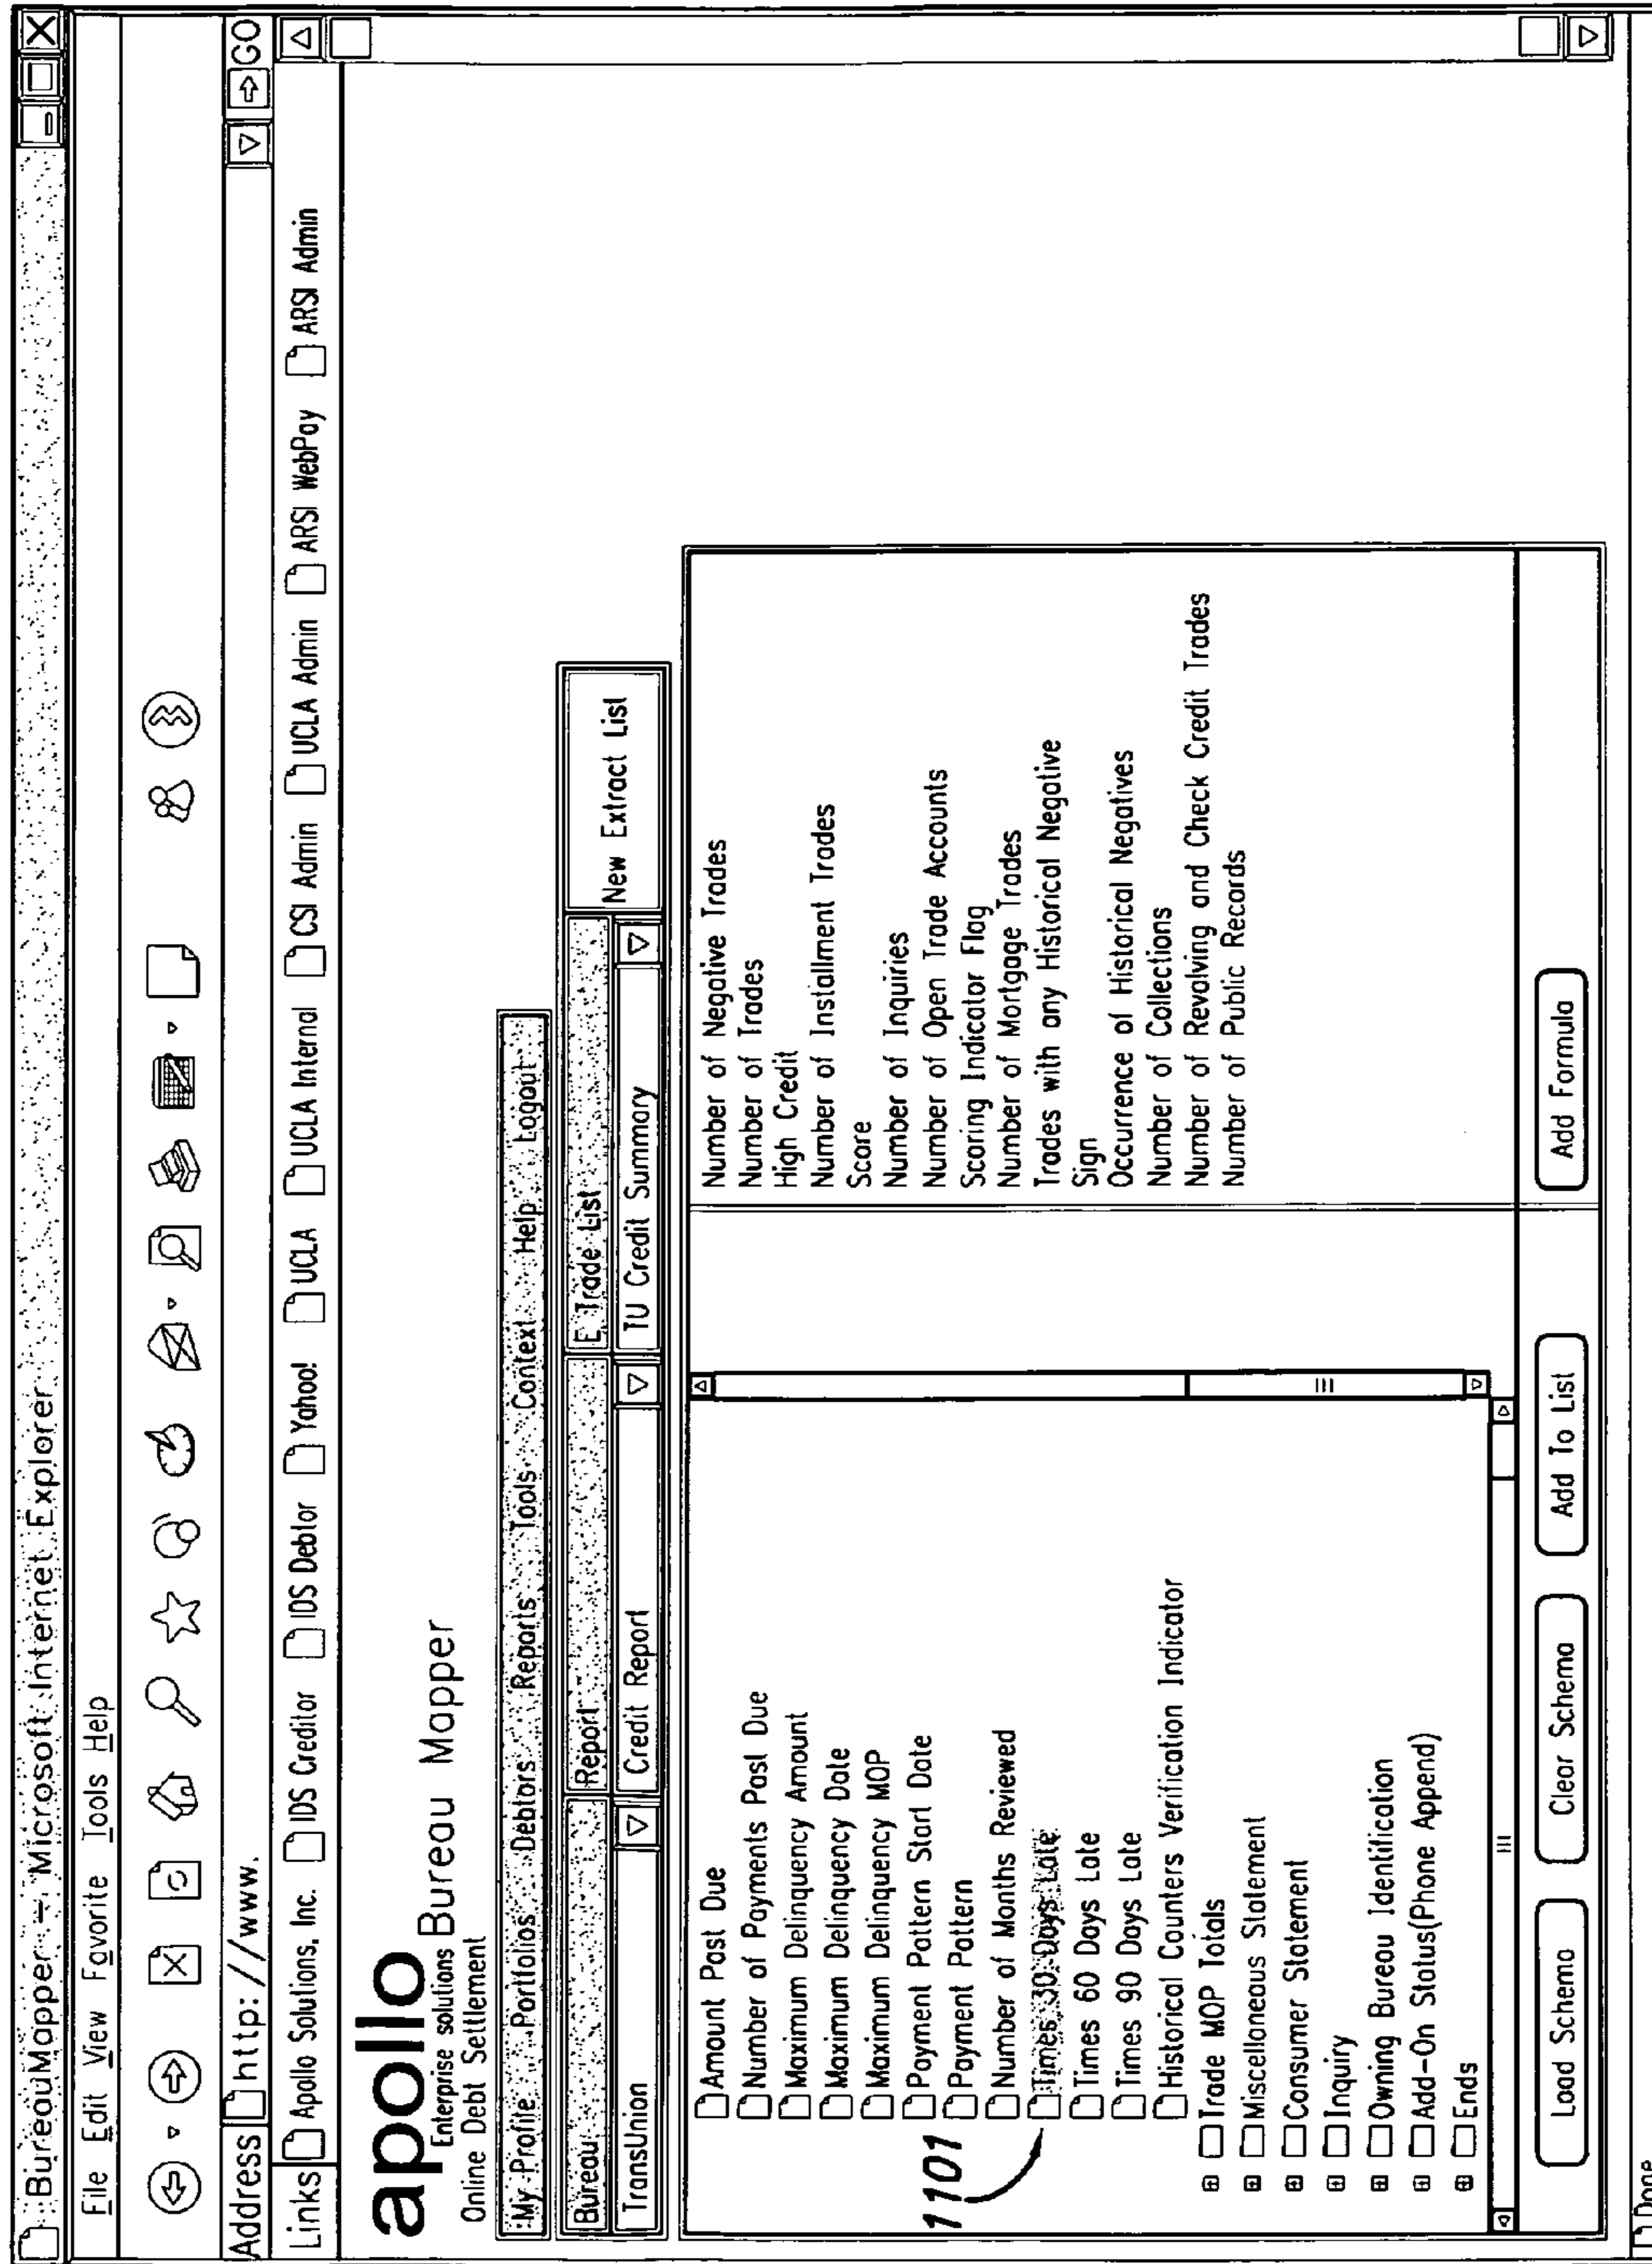 BureauMapper - Microsoft Internet Explorer
File Edit View Favorite Tools Help
Address http://www. GO
Links Apollo Solutions, Inc. IDS Creditor IDS Debtor Yahoo! UCLA UCLA Internal CSI Admin UCLA Admin ARSI WebPay ARSI Admin
apollo
Enterprise solutions
Online Debt Settlement
Bureau Mapper
My Profile Portfolios Debtors Reports Tools Context Help Logout
Bureau Report E Trade List New Extract List
TransUnion Credit Report TU Credit Summary
Amount Past Due
Number of Payments Past Due
Maximum Delinquency Amount
Maximum Delinquency Date
Maximum Delinquency MOP
Payment Pattern Start Date
Payment Pattern
Number of Months Reviewed
1101
Times 30 Days Late
Times 60 Days Late
Times 90 Days Late
Historical Counters Verification Indicator
Trade MOP Totals
Miscellaneous Statement
Consumer Statement
Inquiry
Owning Bureau Identification
Add-On Status(Phone Append)
Ends
Number of Negative Trades
Number of Trades
High Credit
Number of Installment Trades
Score
Number of Inquiries
Number of Open Trade Accounts
Scoring Indicator Flag
Number of Mortgage Trades
Trades with any Historical Negative
Sign
Occurrence of Historical Negatives
Number of Collections
Number of Revolving and Check Credit Trades
Number of Public Records
Load Schema Clear Schema Add To List Add Formula
Done